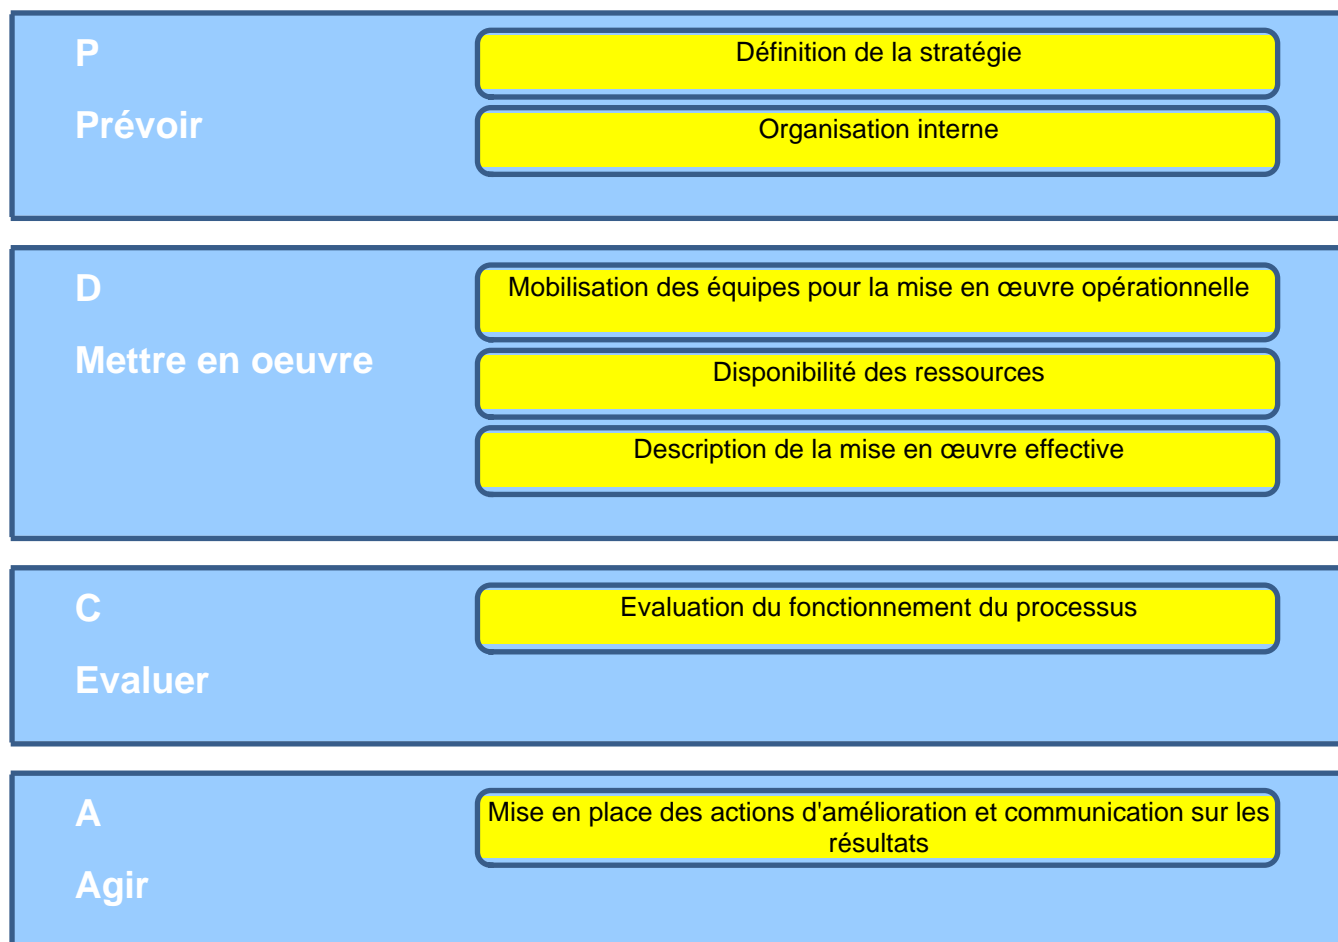 P
Prévoir
Définition de la stratégie
Organisation interne
D
Mettre en oeuvre
Mobilisation des équipes pour la mise en œuvre opérationnelle
Disponibilité des ressources
Description de la mise en œuvre effective
C
Evaluer
Evaluation du fonctionnement du processus
A
Agir
Mise en place des actions d'amélioration et communication sur les
résultats